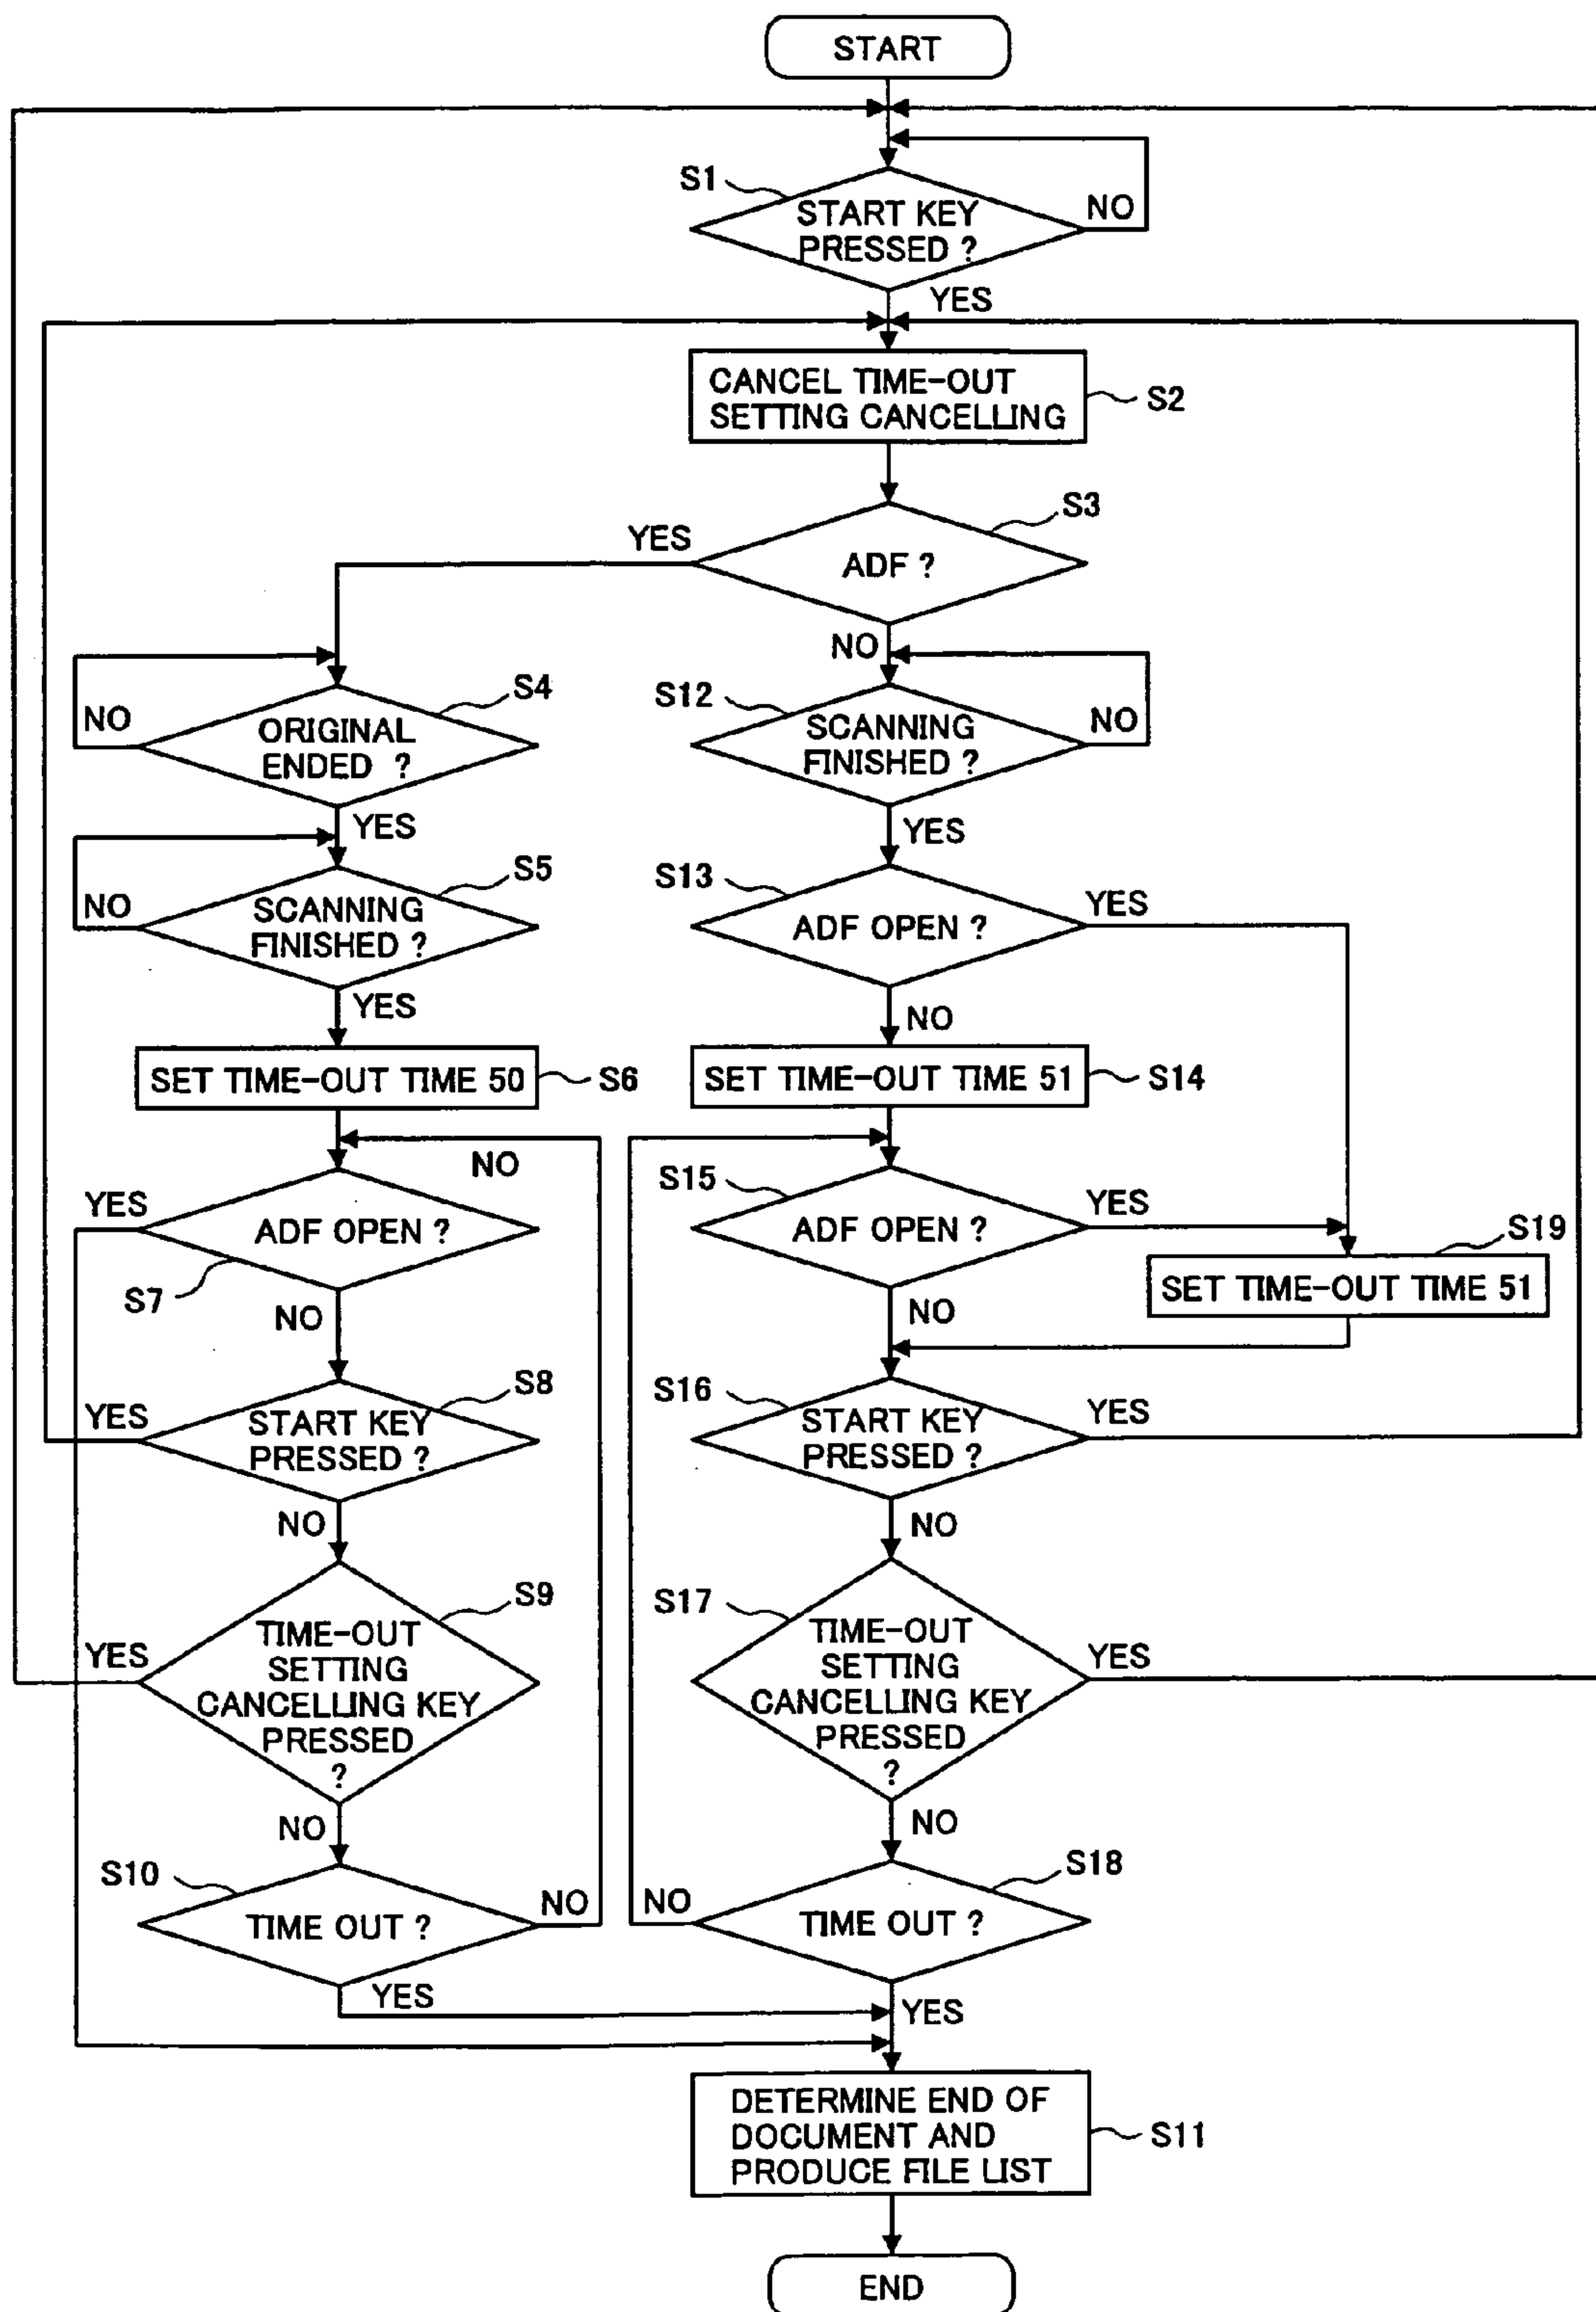 START
S1
START KEY
PRESSED ?
NO
YES
CANCEL TIME-OUT
SETTING CANCELLING
S2
S3
YES
ADF ?
NO
S4
NO
ORIGINAL
ENDED ?
YES
S12
SCANNING
FINISHED ?
NO
YES
S5
NO
SCANNING
FINISHED ?
YES
S13
ADF OPEN ?
YES
NO
SET TIME-OUT TIME 50
S6
SET TIME-OUT TIME 51
S14
NO
YES
ADF OPEN ?
S7
NO
S15
ADF OPEN ?
YES
NO
S19
SET TIME-OUT TIME 51
S8
YES
START KEY
PRESSED ?
NO
S16
START KEY
PRESSED ?
YES
NO
S9
YES
TIME-OUT
SETTING
CANCELLING KEY
PRESSED
?
NO
S17
TIME-OUT
SETTING
CANCELLING KEY
PRESSED
?
YES
NO
S10
TIME OUT ?
NO
YES
S18
NO
TIME OUT ?
YES
DETERMINE END OF
DOCUMENT AND
PRODUCE FILE LIST
S11
END